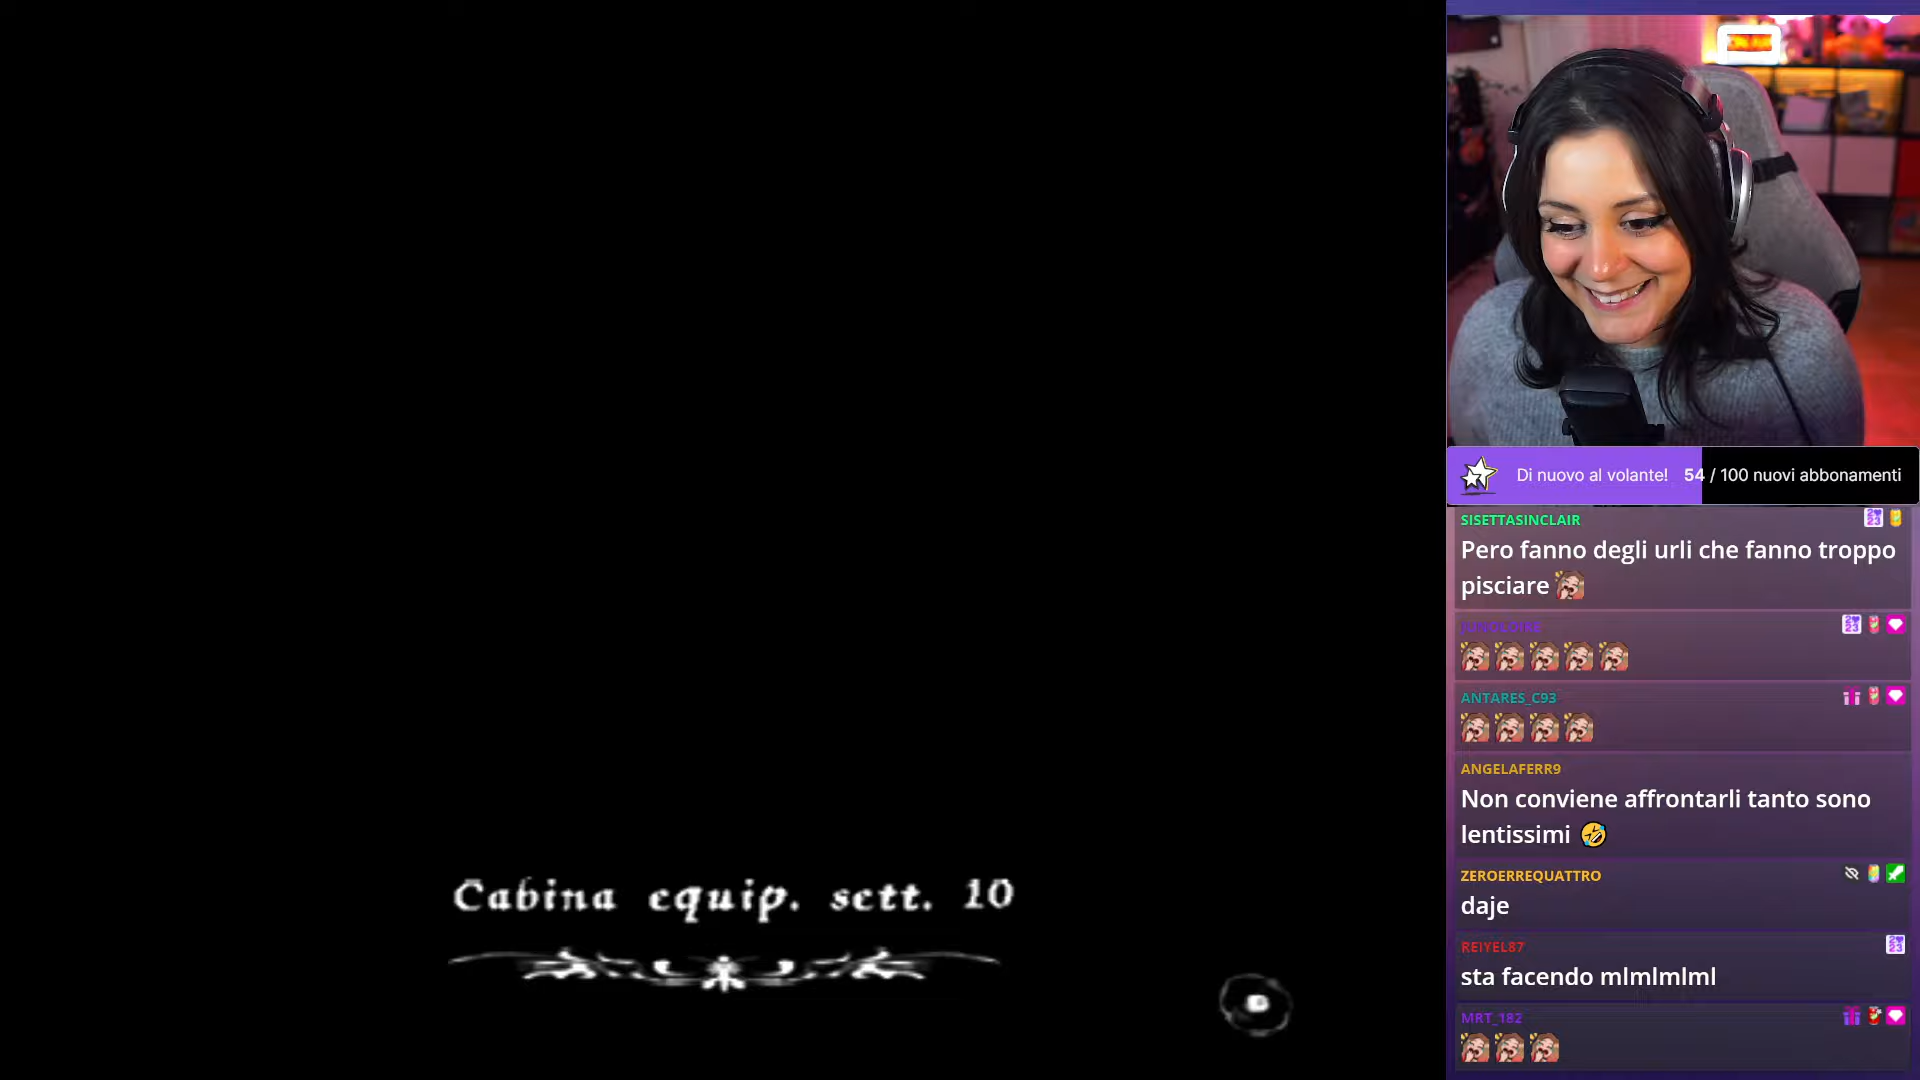 Cabina equip. sett. 10
Di nuovo al volante! 54 / 100 nuovi abbonamenti
SISETTASINCLAIR
Pero fanno degli urli che fanno troppo
pisciare
ANTARES_C93
ANGELAFERR9
Non conviene affrontarli tanto sono
lentissimi
ZEROERREQUATTRO
daje
REIYEL87
sta facendo mlmlmlml
MRT_182